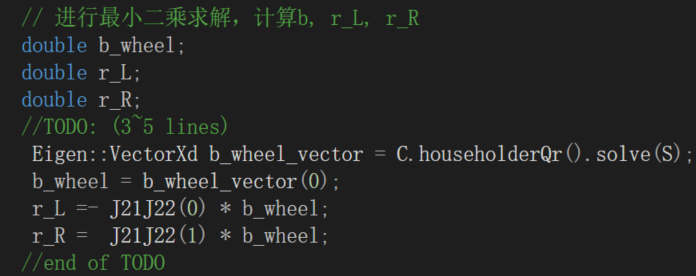 // 进行最小二乘求解，计算b, r_L, r_R
double b_wheel;
double r_L;
double r_R;
//TODO: (3~5 lines)
Eigen::VectorXd b_wheel_vector = C.householderQr().solve(S);
b_wheel = b_wheel_vector(0);
r_L =- J21J22(0) * b_wheel;
r_R =  J21J22(1) * b_wheel;
//end of TODO